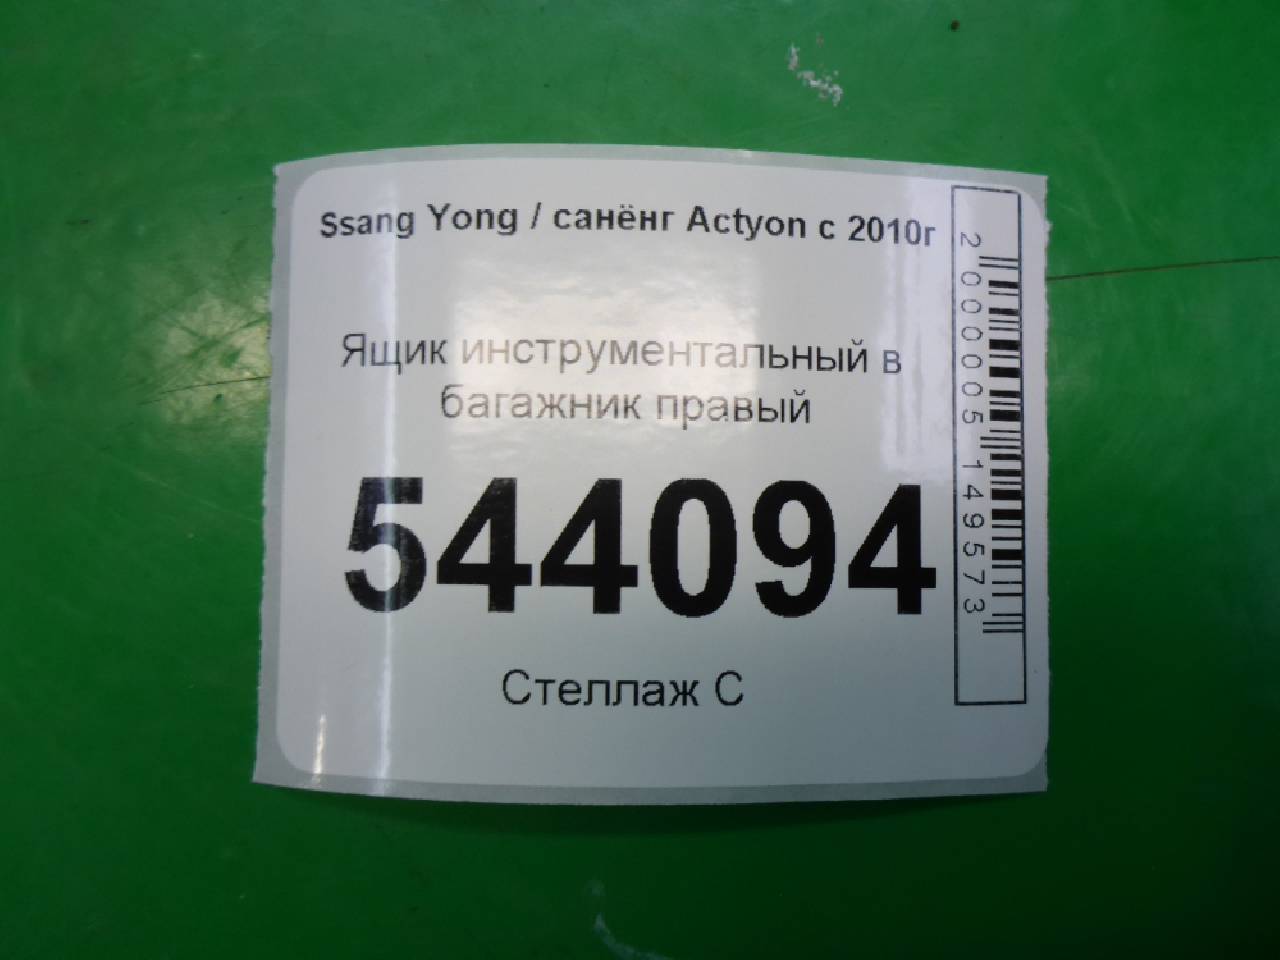 Ssang Yong / санёнг Actyon с 2010г
Ящик инструментальный в
багажник правый
544094
Стеллаж С
2000005149573